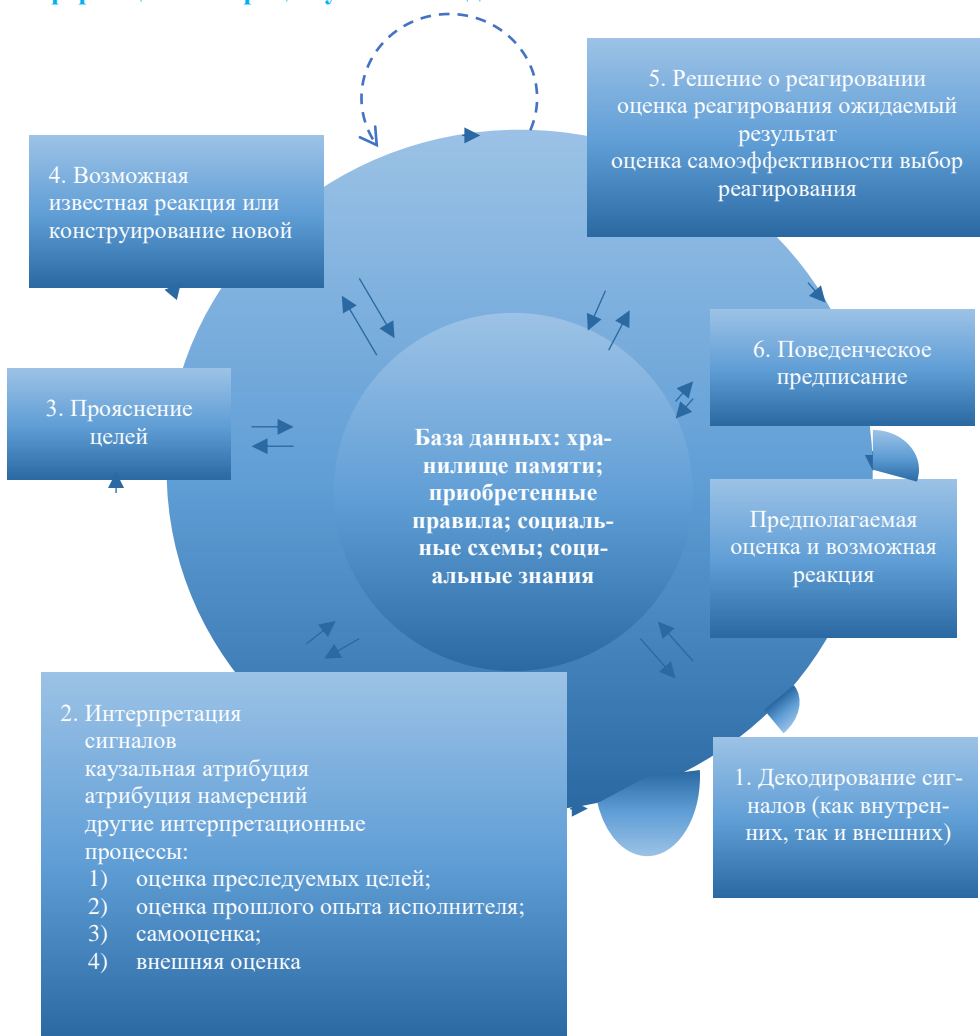 5. Решение о реагировании
оценка реагирования ожидаемый
результат
оценка самоэффективности выбор
реагирования
4. Возможная
известная реакция или
конструирование новой
6. Поведенческое
предписание
3. Прояснение
целей
База данных: хра-
нилище памяти;
приобретенные
правила; социаль-
ные схемы; соци-
альные знания
Предполагаемая
оценка и возможная
реакция
2. Интерпретация
сигналов
каузальная атрибуция
атрибуция намерений
другие интерпретационные
процессы:
1) оценка преследуемых целей;
2) оценка прошлого опыта исполнителя;
3) самооценка;
4) внешняя оценка
1. Декодирование сиг-
налов (как внутрен-
них, так и внешних)